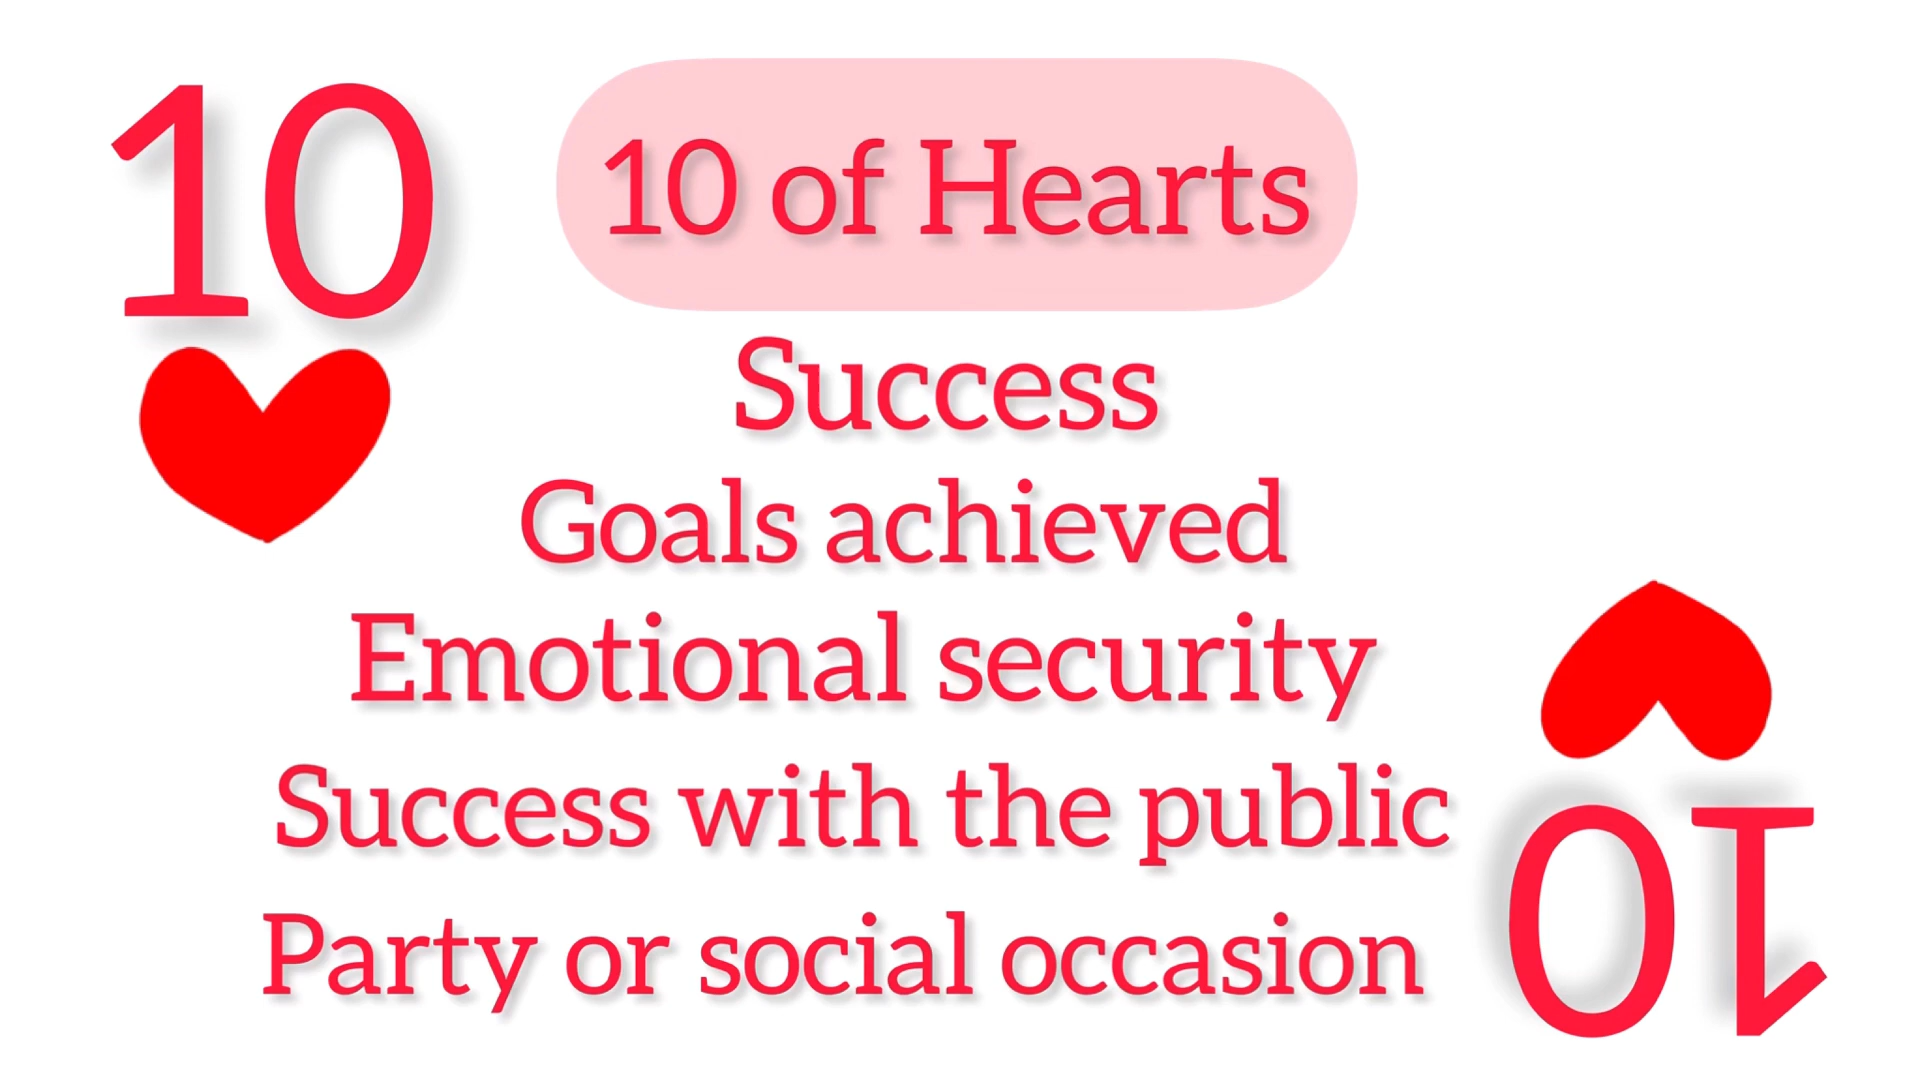 10
10 of Hearts
Success
Goals achieved
Emotional security
Success with the public
Party or social occasion
10